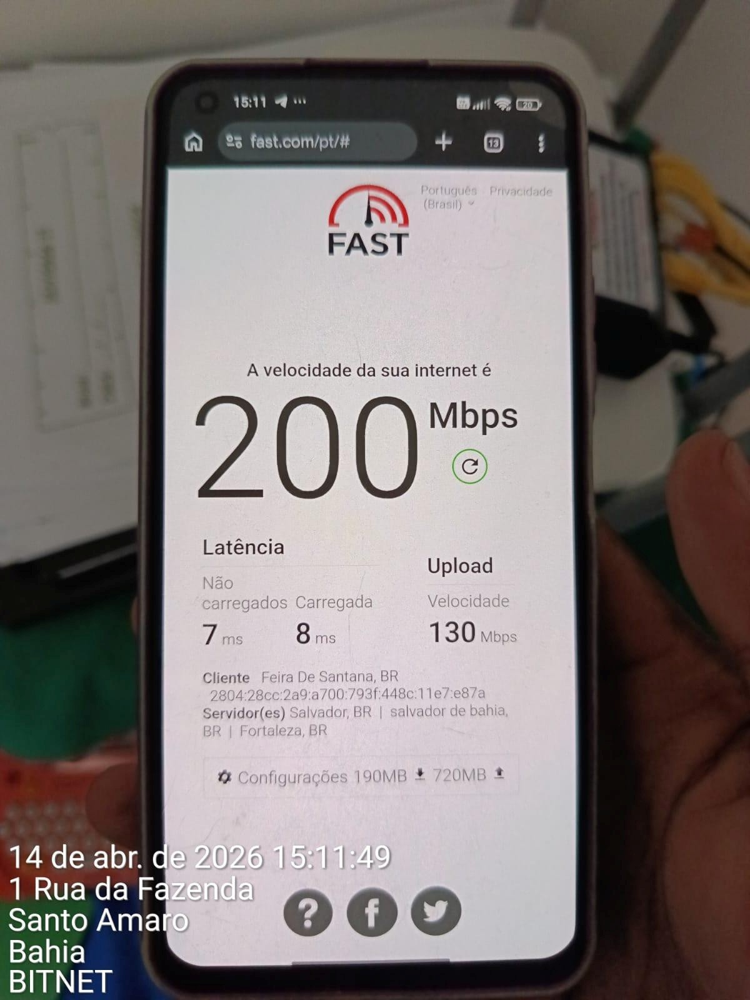 15:11
20
fast.com/pt/#
13
Português
(Brasil)
Privacidade
FAST
A velocidade da sua internet é
200 Mbps
Latência
Upload
Não
carregados
Carregada
Velocidade
7 ms
8 ms
130 Mbps
Cliente Feira De Santana, BR
2804:28cc:2a9:a700:793f:448c:11e7:e87a
Servidor(es) Salvador, BR | salvador de bahia,
BR | Fortaleza, BR
Configurações 190MB 720MB
14 de abr. de 2026 15:11:49
1 Rua da Fazenda
Santo Amaro
Bahia
BITNET